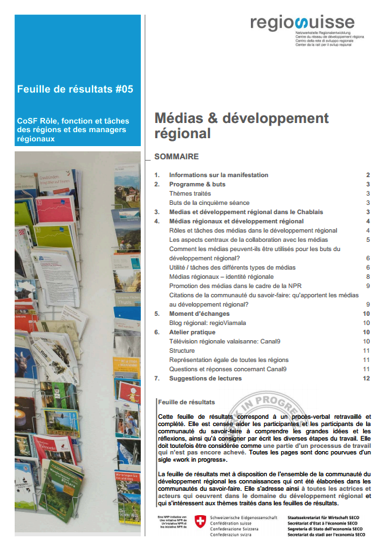 regiosuisse
Netzwerkstelle Regionalentwicklung
Centre du réseau de développement régional
Centro della rete di sviluppo regionale
Center da la rait per il svilup regiunal
Feuille de résultats #05
CoSF Rôle, fonction et tâches
des régions et des managers
régionaux
Médias & développement
régional
SOMMAIRE
1. Informations sur la manifestation 2
2. Programme & buts 3
Thèmes traités 3
Buts de la cinquième séance 3
3. Medias et développement régional dans le Chablais 3
4. Médias régionaux et développement régional 4
Rôles et tâches des médias dans le développement régional 4
Les aspects centraux de la collaboration avec les médias 5
Comment les médias peuvent-ils être utilisés pour les buts du
développement régional? 6
Utilité / tâches des différents types de médias 6
Médias régionaux – identité régionale 8
Promotion des médias dans le cadre de la NPR 9
Citations de la communauté du savoir-faire: qu'apportent les médias
au développement régional? 9
5. Moment d'échanges 10
Blog régional: regioViamala 10
6. Atelier pratique 10
Télévision régionale valaisanne: Canal9 10
Structure 11
Représentation égale de toutes les régions 11
Questions et réponses concernant Canal9 11
7. Suggestions de lectures 12
IN PROGRE
Feuille de résultats
Cette feuille de résultats correspond à un procès-verbal retravaillé et
complété. Elle est censée aider les participantes et les participants de la
communauté du savoir-faire à comprendre les grandes idées et les
réflexions, ainsi qu'à consigner par écrit les diverses étapes du travail. Elle
doit toutefois être considérée comme une partie d'un processus de travail
qui n'est pas encore achevé. Toutes les pages sont donc pourvues d'un
sigle «work in progress».
La feuille de résultats met à disposition de l'ensemble de la communauté du
développement régional les connaissances qui ont été élaborées dans les
communautés du savoir-faire. Elle s'adresse ainsi à toutes les actrices et
acteurs qui oeuvrent dans le domaine du développement régional et
qui s'intéressent aux thèmes traités dans les feuilles de résultats.
Schweizerische Eidgenossenschaft
Confédération suisse
Confederazione Svizzera
Confederaziun svizra
Staatssekretariat für Wirtschaft SECO
Secrétariat d'Etat à l'économie SECO
Segreteria di Stato dell'economia SECO
Secretariat da stadi per l'economia SECO